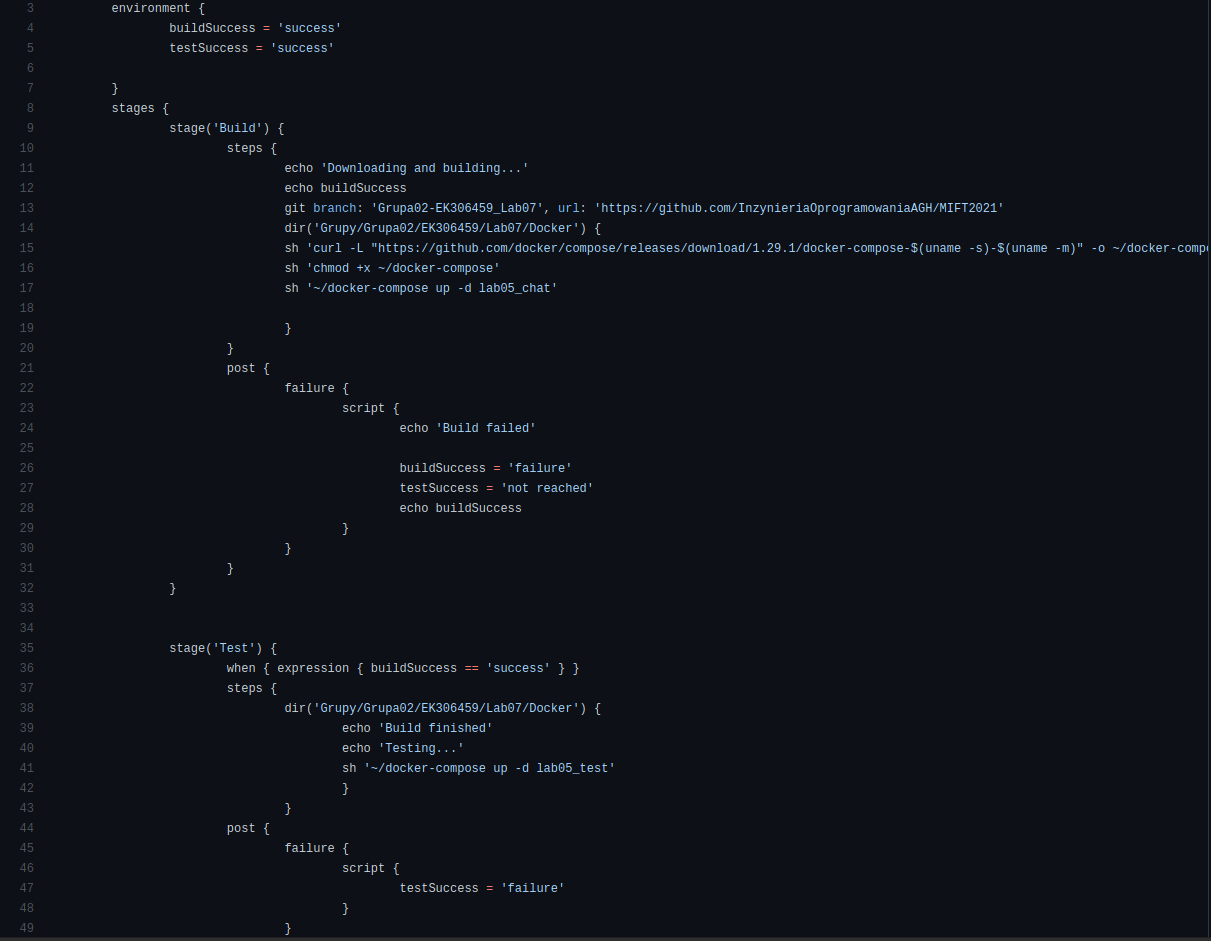 3 environment {
4 buildSuccess = 'success'
5 testSuccess = 'success'
6
7 }
8 stages {
9 stage('Build') {
10 steps {
11 echo 'Downloading and building...'
12 echo buildSuccess
13 git branch: 'Grupa02-EK306459_Lab07', url: 'https://github.com/InzynieriaOprogramowaniaAGH/MIFT2021'
14 dir('Grupy/Grupa02/EK306459/Lab07/Docker') {
15 sh 'curl -L "https://github.com/docker/compose/releases/download/1.29.1/docker-compose-$(uname -s)-$(uname -m)" -o ~/docker-compo
16 sh 'chmod +x ~/docker-compose'
17 sh '~/docker-compose up -d lab05_chat'
18
19 }
20 }
21 post {
22 failure {
23 script {
24 echo 'Build failed'
25
26 buildSuccess = 'failure'
27 testSuccess = 'not reached'
28 echo buildSuccess
29 }
30 }
31 }
32 }
33
34
35 stage('Test') {
36 when { expression { buildSuccess == 'success' } }
37 steps {
38 dir('Grupy/Grupa02/EK306459/Lab07/Docker') {
39 echo 'Build finished'
40 echo 'Testing...'
41 sh '~/docker-compose up -d lab05_test'
42 }
43 }
44 post {
45 failure {
46 script {
47 testSuccess = 'failure'
48 }
49 }